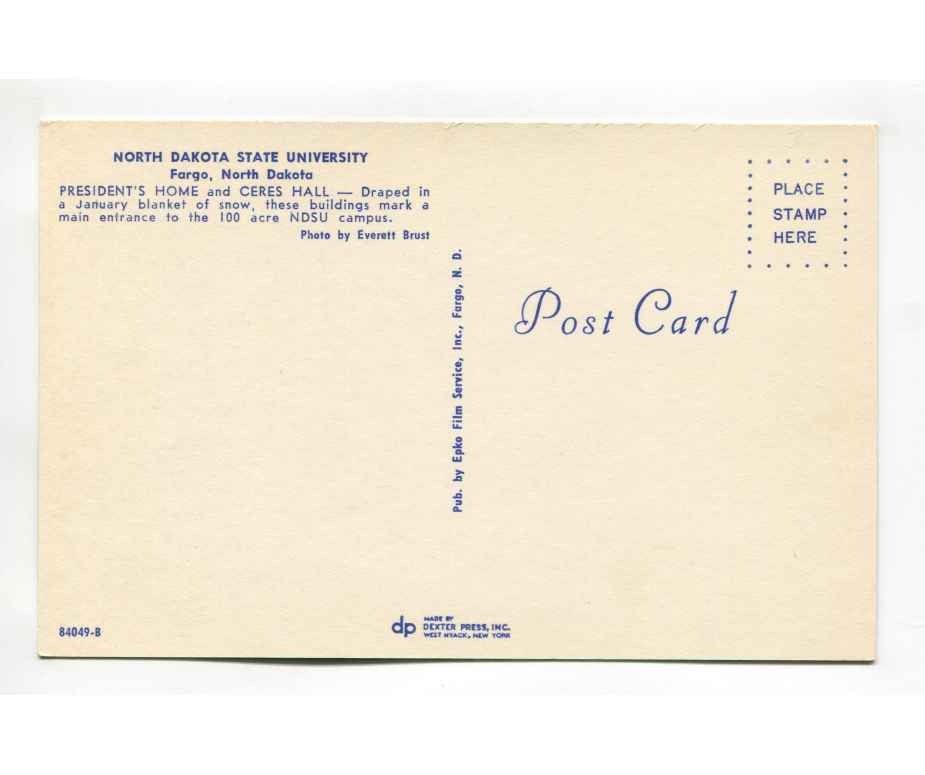 NORTH DAKOTA STATE UNIVERSITY
Fargo, North Dakota
PRESIDENT'S HOME and CERES HALL — Draped in
a January blanket of snow, these buildings mark a
main entrance to the 100 acre NDSU campus.
Photo by Everett Brust
PLACE
STAMP
HERE
Post Card
Pub. by Epko Film Service, Inc., Fargo, N. D.
84049-B
dp
MADE BY
DEXTER PRESS, INC.
WEST NYACK, NEW YORK